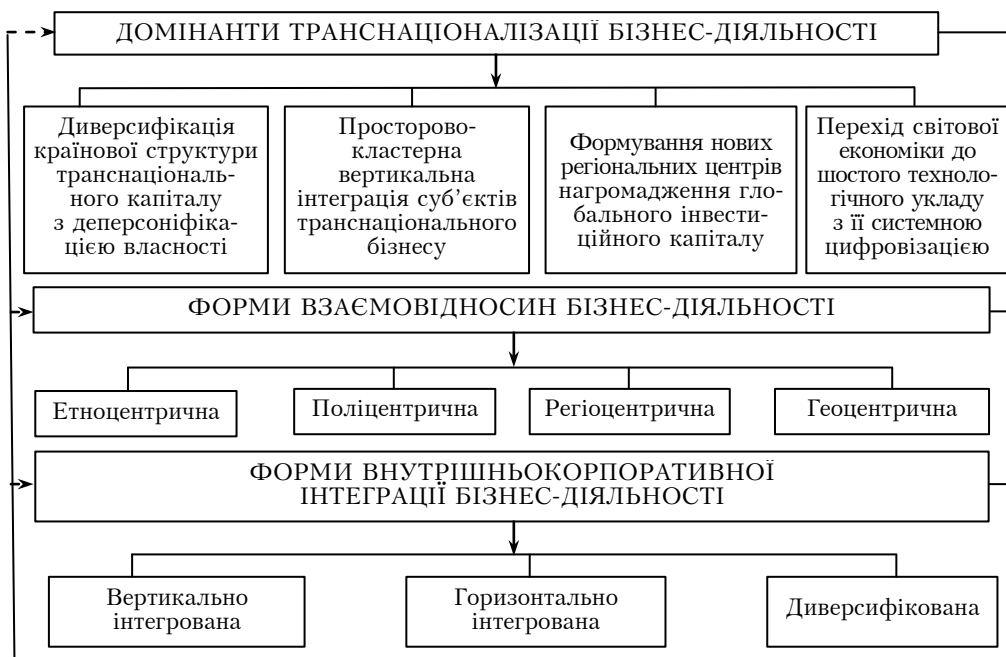 ДОМІНАНТИ ТРАНСНАЦІОНАЛІЗАЦІЇ БІЗНЕС-ДІЯЛЬНОСТІ
Диверсифікація
країнової структури
транснаціональ-
ного капіталу
з деперсоніфіка-
цією власності
Просторово-
кластерна
вертикальна
інтеграція суб’єктів
транснаціонального
бізнесу
Формування нових
регіональних центрів
нагромадження гло-
бального інвести-
ційного капіталу
Перехід світової
економіки до
шостого техноло-
гічного укладу
з її системною
цифровізацією
ФОРМИ ВЗАЄМОВІДНОСИН БІЗНЕС-ДІЯЛЬНОСТІ
Етноцентрична
Поліцентрична
Регіоцентрична
Геоцентрична
ФОРМИ ВНУТРІШНЬОКОРПОРАТИВНОЇ
ІНТЕГРАЦІЇ БІЗНЕС-ДІЯЛЬНОСТІ
Вертикально
інтегрована
Горизонтально
інтегрована
Диверсифікована